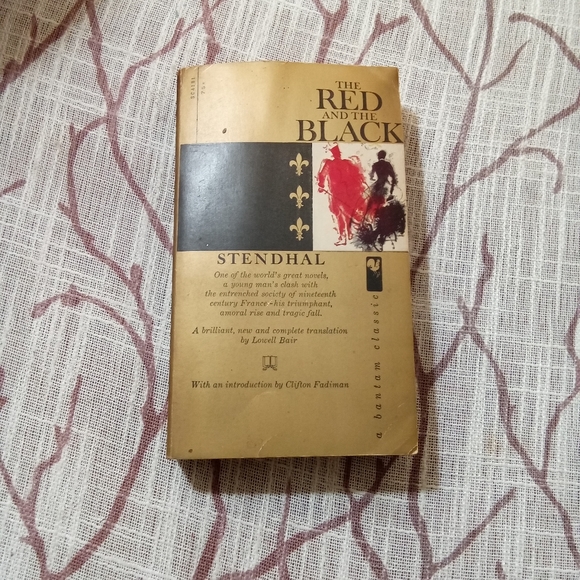 THE
RED
AND THE
BLACK
STENDHAL
One of the world's great novels,
a young man's clash with
the entrenched society of nineteenth
century France-his triumphant,
amoral rise and tragic fall.
A brilliant, new and complete translation
by Lowell Bair
With an introduction by Clifton Fadiman
a bantam classic